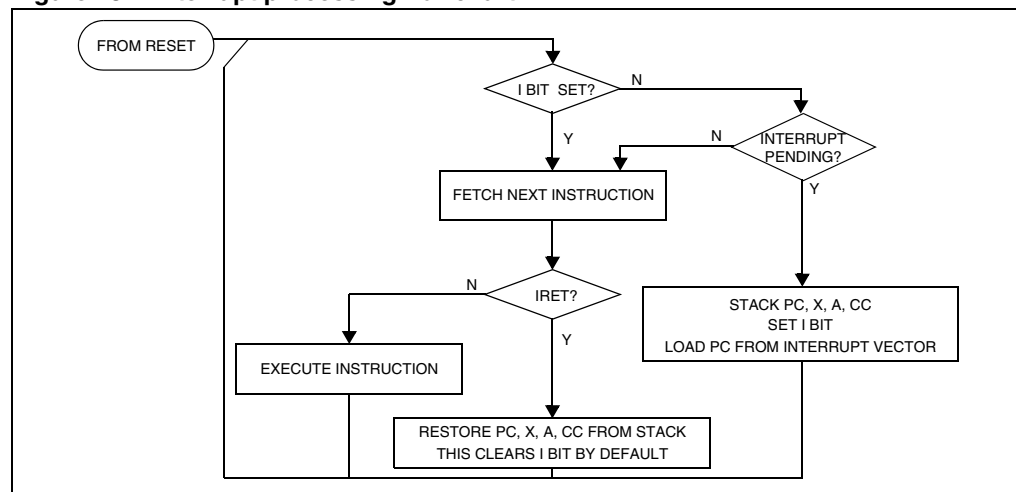 FROM RESET
I BIT SET?
N
Y
N
INTERRUPT
PENDING?
Y
FETCH NEXT INSTRUCTION
N
IRET?
Y
STACK PC, X, A, CC
SET I BIT
LOAD PC FROM INTERRUPT VECTOR
EXECUTE INSTRUCTION
RESTORE PC, X, A, CC FROM STACK
THIS CLEARS I BIT BY DEFAULT